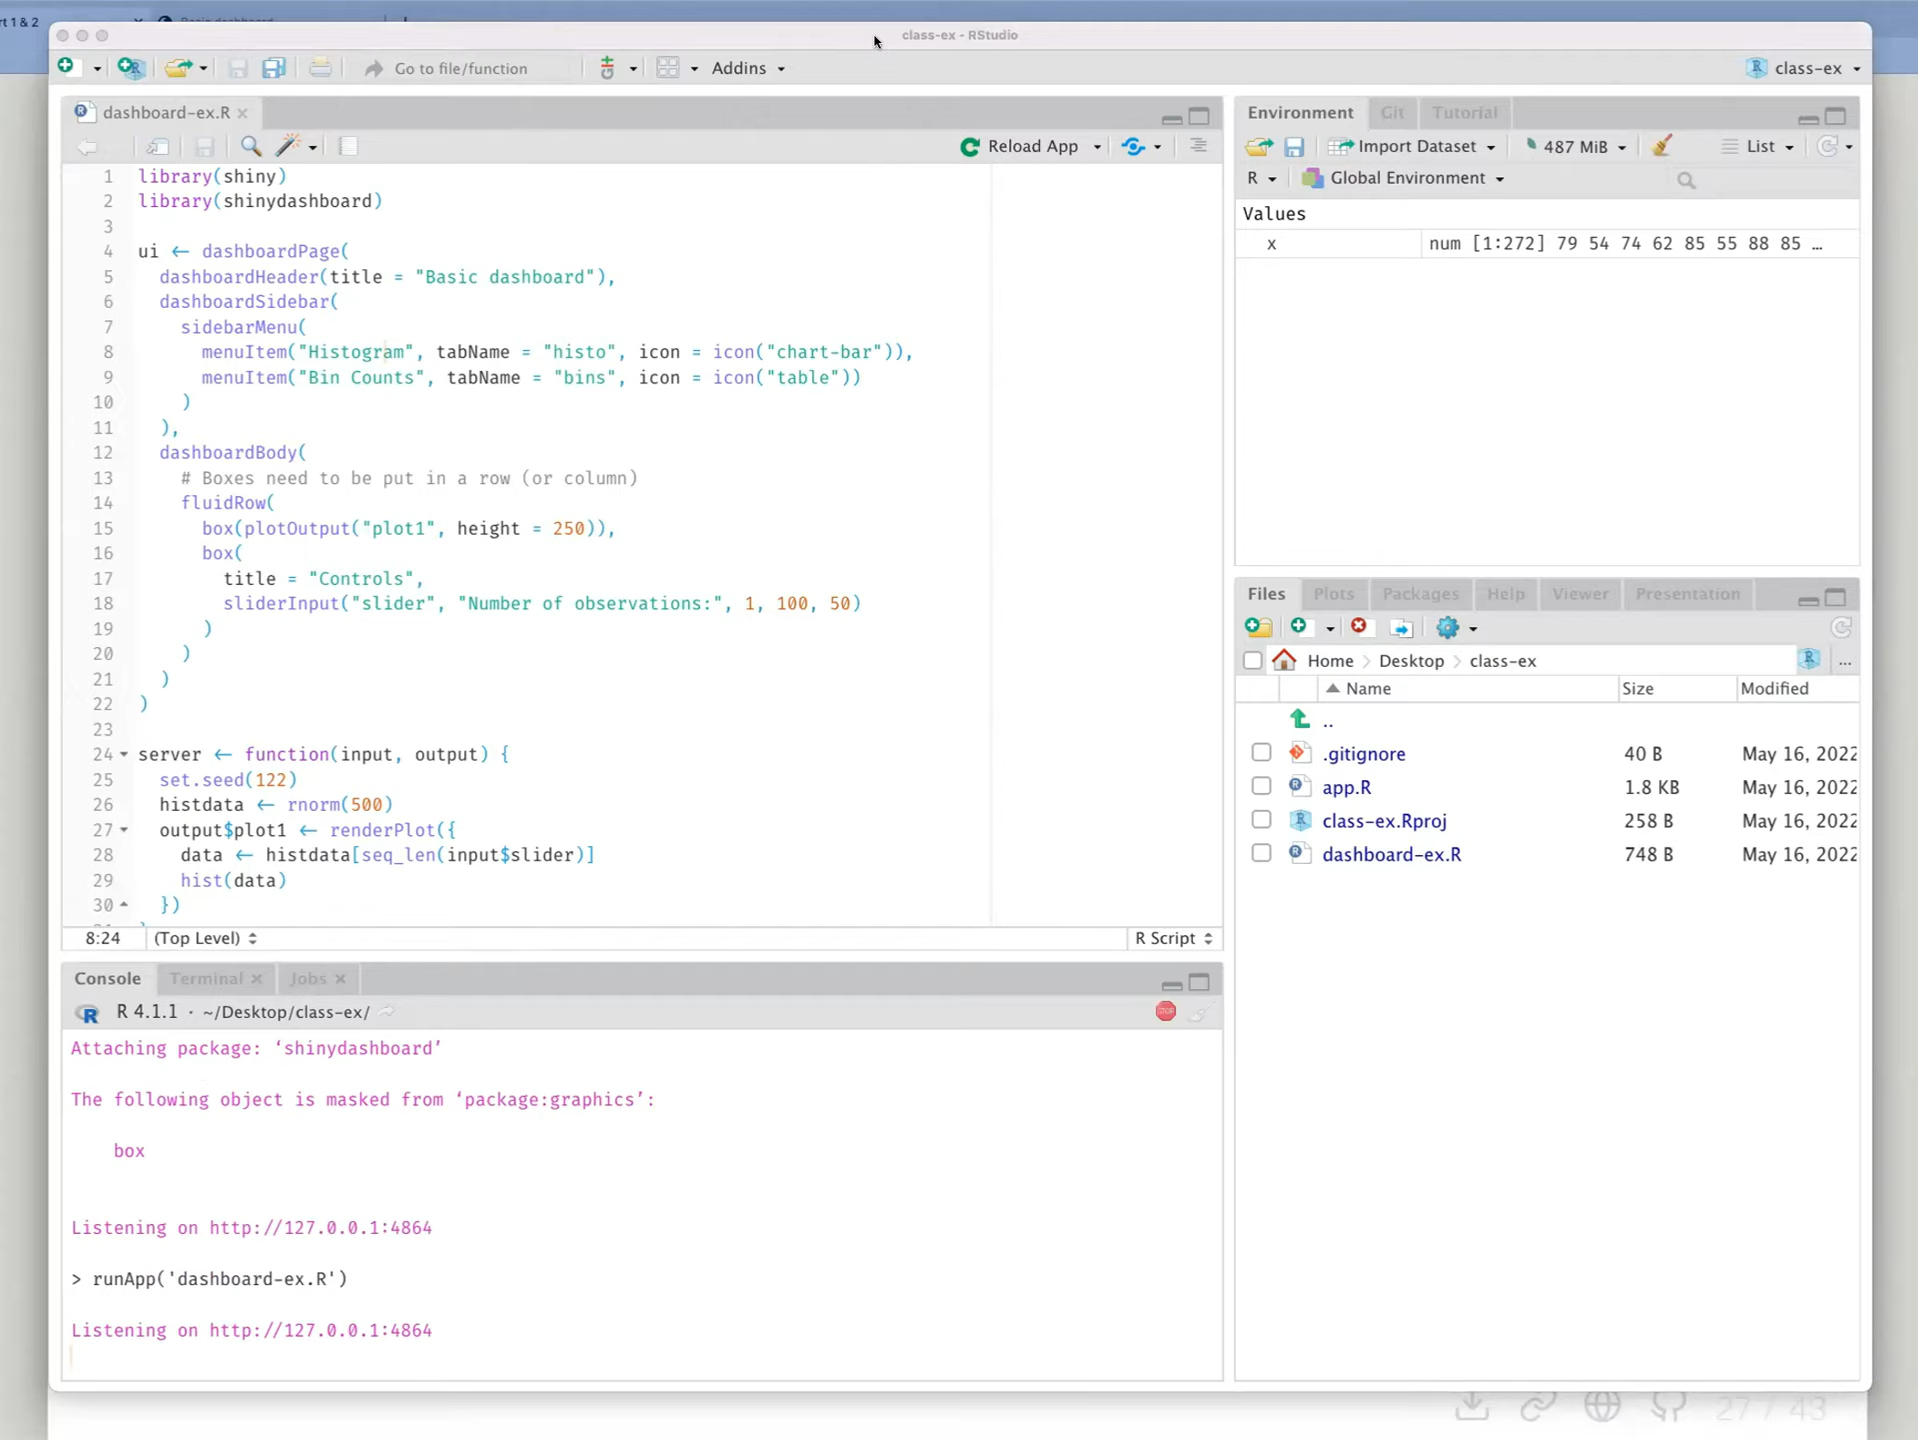 rt 1 & 2
Basic dashboard
class-ex - RStudio
Go to file/function
Addins
class-ex
dashboard-ex.R
Reload App
1 library(shiny)
2 library(shinydashboard)
3
4 ui <- dashboardPage(
5 dashboardHeader(title = "Basic dashboard"),
6 dashboardSidebar(
7 sidebarMenu(
8 menuItem("Histogram", tabName = "histo", icon = icon("chart-bar")),
9 menuItem("Bin Counts", tabName = "bins", icon = icon("table"))
10 )
11 ),
12 dashboardBody(
13 # Boxes need to be put in a row (or column)
14 fluidRow(
15 box(plotOutput("plot1", height = 250)),
16 box(
17 title = "Controls",
18 sliderInput("slider", "Number of observations:", 1, 100, 50)
19 )
20 )
21 )
22 )
23
24 server <- function(input, output) {
25 set.seed(122)
26 histdata <- rnorm(500)
27 output$plot1 <- renderPlot({
28 data <- histdata[seq_len(input$slider)]
29 hist(data)
30 })
8:24 (Top Level) R Script
Console Terminal Jobs
R 4.1.1 · ~/Desktop/class-ex/
Attaching package: ‘shinydashboard’
The following object is masked from ‘package:graphics’:
box
Listening on http://127.0.0.1:4864
> runApp('dashboard-ex.R')
Listening on http://127.0.0.1:4864
Environment Git Tutorial
Import Dataset 487 MiB List
R Global Environment
Values
x num [1:272] 79 54 74 62 85 55 88 85 …
Files Plots Packages Help Viewer Presentation
Home Desktop class-ex ...
Name Size Modified
..
.gitignore 40 B May 16, 2022
app.R 1.8 KB May 16, 2022
class-ex.Rproj 258 B May 16, 2022
dashboard-ex.R 748 B May 16, 2022
27 / 43